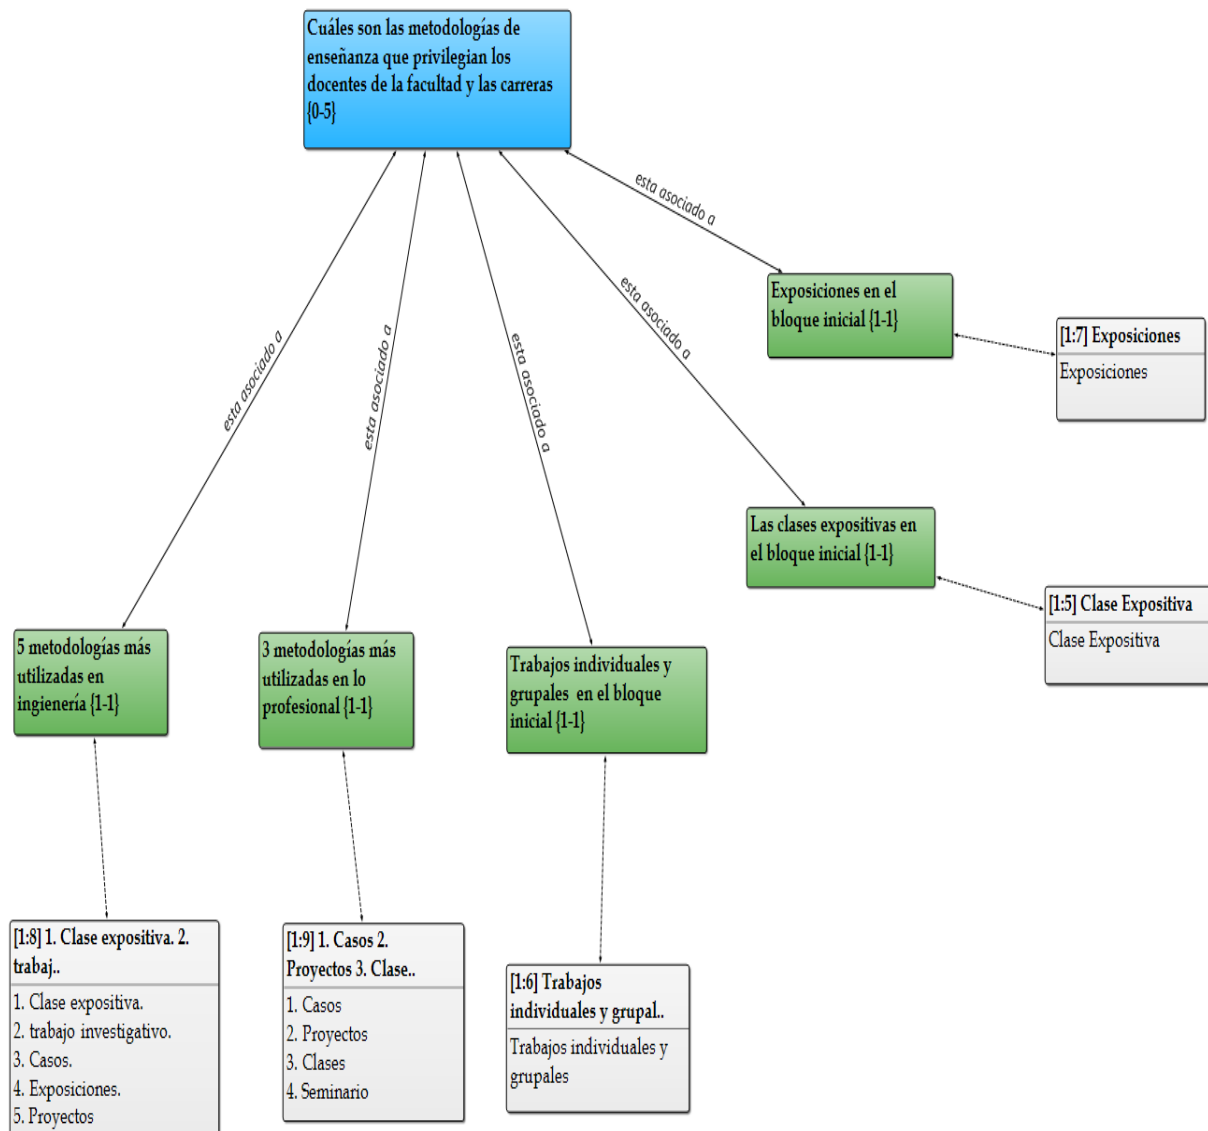 Cuáles son las metodologías de
enseñanza que privilegian los
docentes de la facultad y las carreras
{0-5}
esta asociado a
esta asociado a
esta asociado a
esta asociado a
esta asociado a
Exposiciones en el
bloque inicial {1-1}
[1:7] Exposiciones
Exposiciones
Las clases expositivas en
el bloque inicial {1-1}
[1:5] Clase Expositiva
Clase Expositiva
5 metodologías más
utilizadas en
ingienería {1-1}
3 metodologías más
utilizadas en lo
profesional {1-1}
Trabajos individuales y
grupales en el bloque
inicial {1-1}
[1:8] 1. Clase expositiva. 2.
trabaj..
1. Clase expositiva.
2. trabajo investigativo.
3. Casos.
4. Exposiciones.
5. Proyectos
[1:9] 1. Casos 2.
Proyectos 3. Clase..
1. Casos
2. Proyectos
3. Clases
4. Seminario
[1:6] Trabajos
individuales y grupal..
Trabajos individuales y
grupales